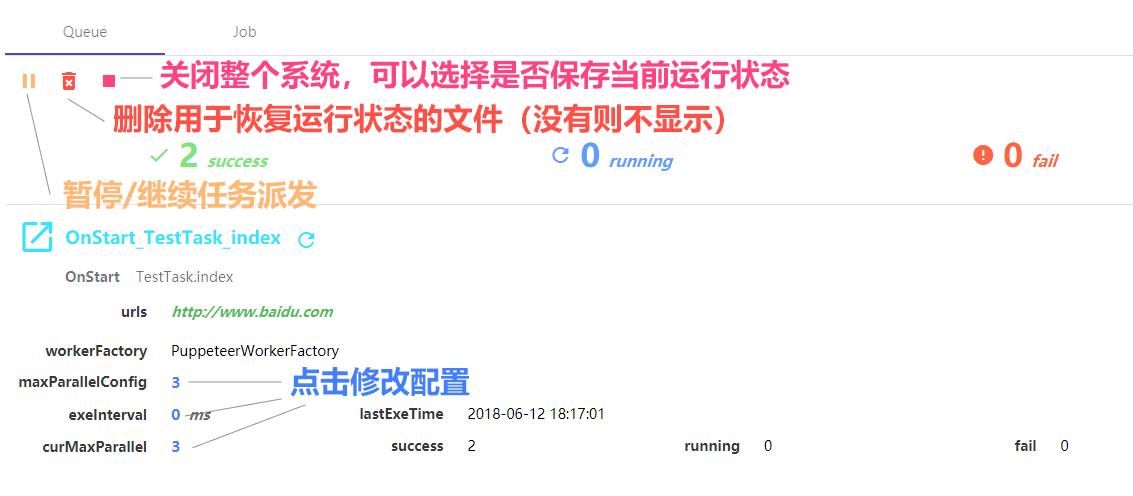 Queue Job
关闭整个系统，可以选择是否保存当前运行状态
删除用于恢复运行状态的文件（没有则不显示）
2 success 0 running 0 fail
暂停/继续任务派发
OnStart_TestTask_index
OnStart TestTask.index
urls http://www.baidu.com
workerFactory PuppeteerWorkerFactory
maxParallelConfig 3
点击修改配置
exeInterval 0 ms lastExeTime 2018-06-12 18:17:01
curMaxParallel 3 success 2 running 0 fail 0